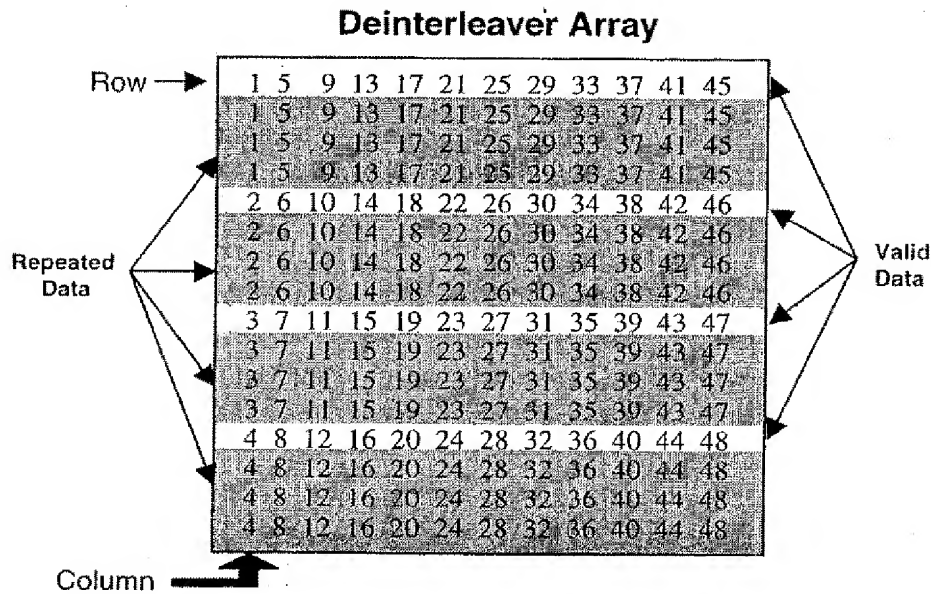 Deinterleaver Array
Row
1 5 9 13 17 21 25 29 33 37 41 45
1 5 9 13 17 21 25 29 33 37 41 45
1 5 9 13 17 21 25 29 33 37 41 45
1 5 9 13 17 21 25 29 33 37 41 45
2 6 10 14 18 22 26 30 34 38 42 46
2 6 10 14 18 22 26 30 34 38 42 46
2 6 10 14 18 22 26 30 34 38 42 46
2 6 10 14 18 22 26 30 34 38 42 46
3 7 11 15 19 23 27 31 35 39 43 47
3 7 11 15 19 23 27 31 35 39 43 47
3 7 11 15 19 23 27 31 35 39 43 47
3 7 11 15 19 23 27 31 35 39 43 47
4 8 12 16 20 24 28 32 36 40 44 48
4 8 12 16 20 24 28 32 36 40 44 48
4 8 12 16 20 24 28 32 36 40 44 48
4 8 12 16 20 24 28 32 36 40 44 48
Repeated
Data
Valid
Data
Column